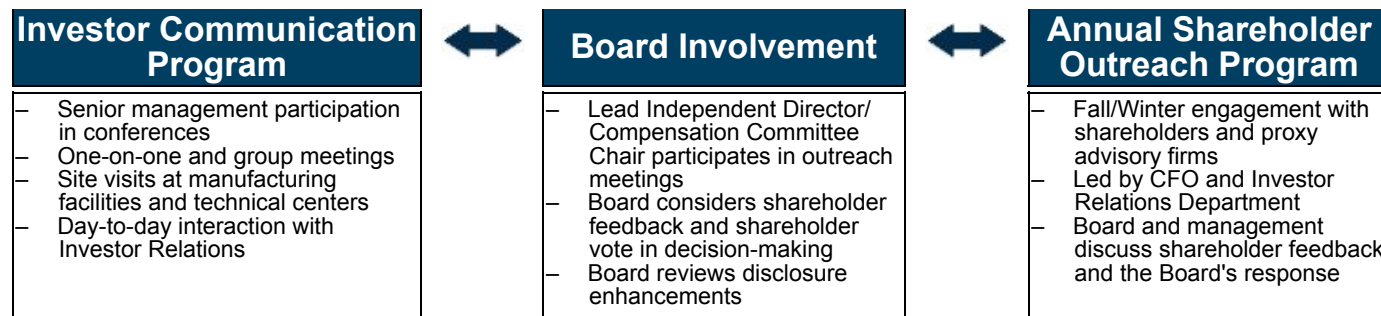 Investor Communication
Program
– Senior management participation
in conferences
– One-on-one and group meetings
– Site visits at manufacturing
facilities and technical centers
– Day-to-day interaction with
Investor Relations
Board Involvement
– Lead Independent Director/
Compensation Committee
Chair participates in outreach
meetings
– Board considers shareholder
feedback and shareholder
vote in decision-making
– Board reviews disclosure
enhancements
Annual Shareholder
Outreach Program
– Fall/Winter engagement with
shareholders and proxy
advisory firms
– Led by CFO and Investor
Relations Department
– Board and management
discuss shareholder feedback
and the Board's response